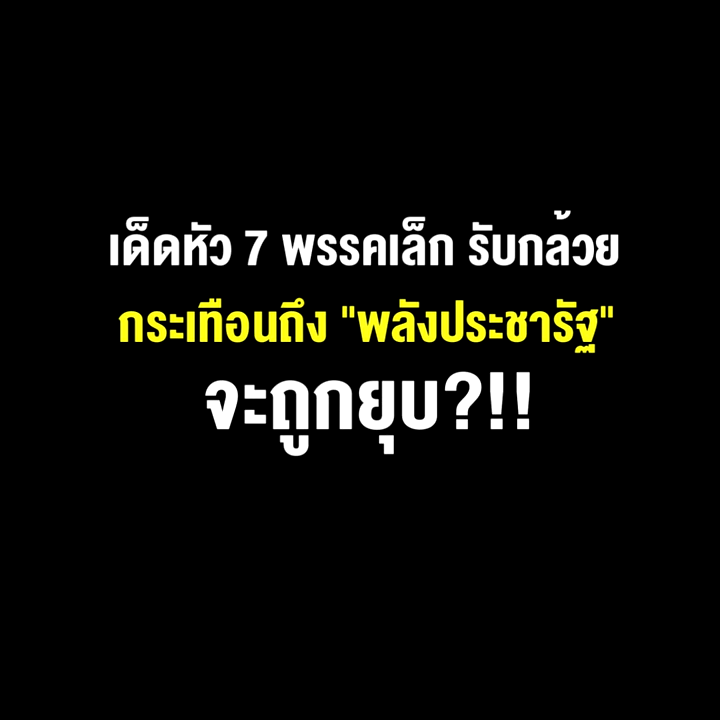 เด็ดหัว 7 พรรคเล็ก รับกล้วย
กระเทือนถึง "พลังประชารัฐ"
จะถูกยุบ?!!